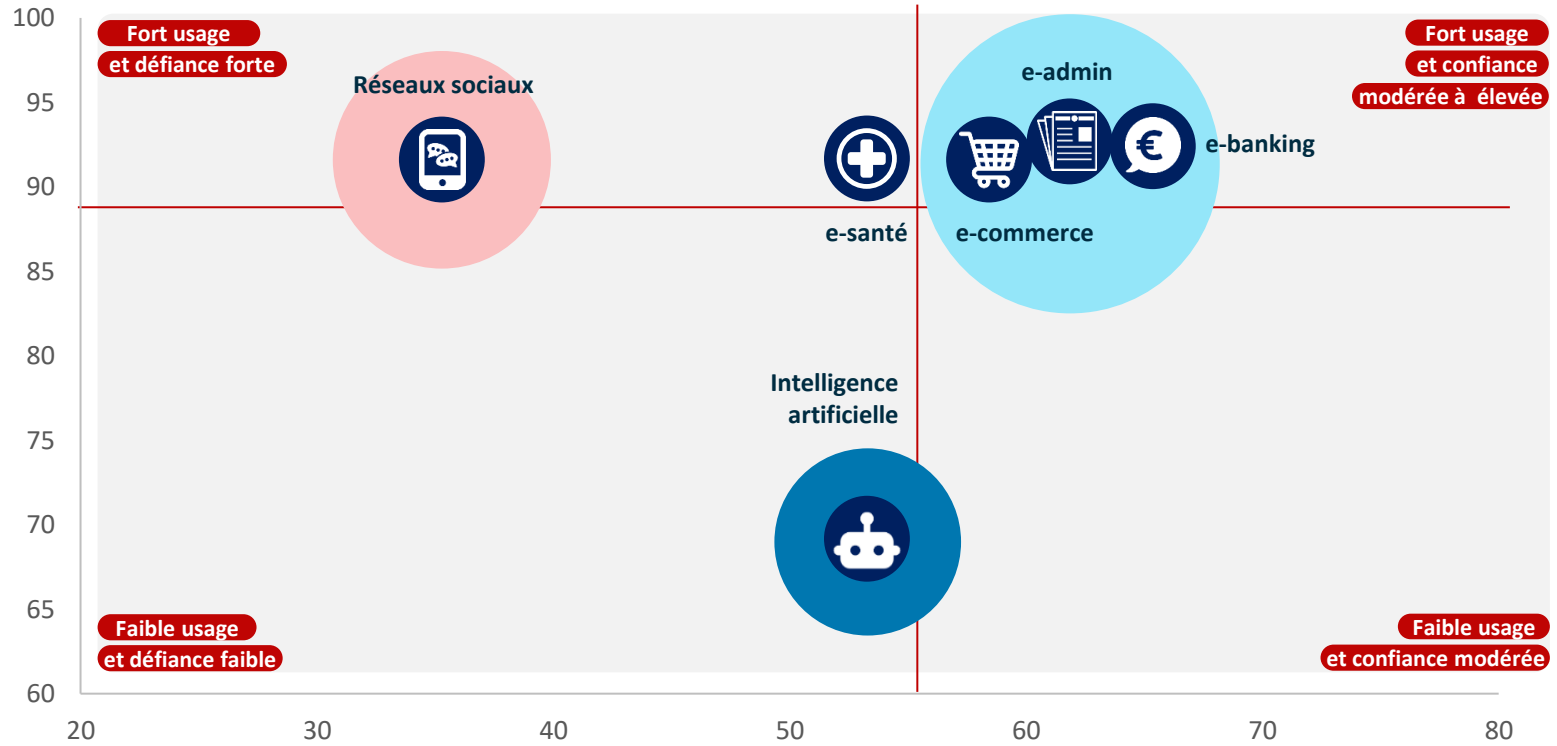 100
95
90
85
80
75
70
65
60
20
30
40
50
60
70
80
Fort usage
et défiance forte
Fort usage
et confiance
modérée à  élevée
Réseaux sociaux
e-admin
e-banking
e-santé
e-commerce
Intelligence
artificielle
Faible usage
et défiance faible
Faible usage
et confiance modérée
€